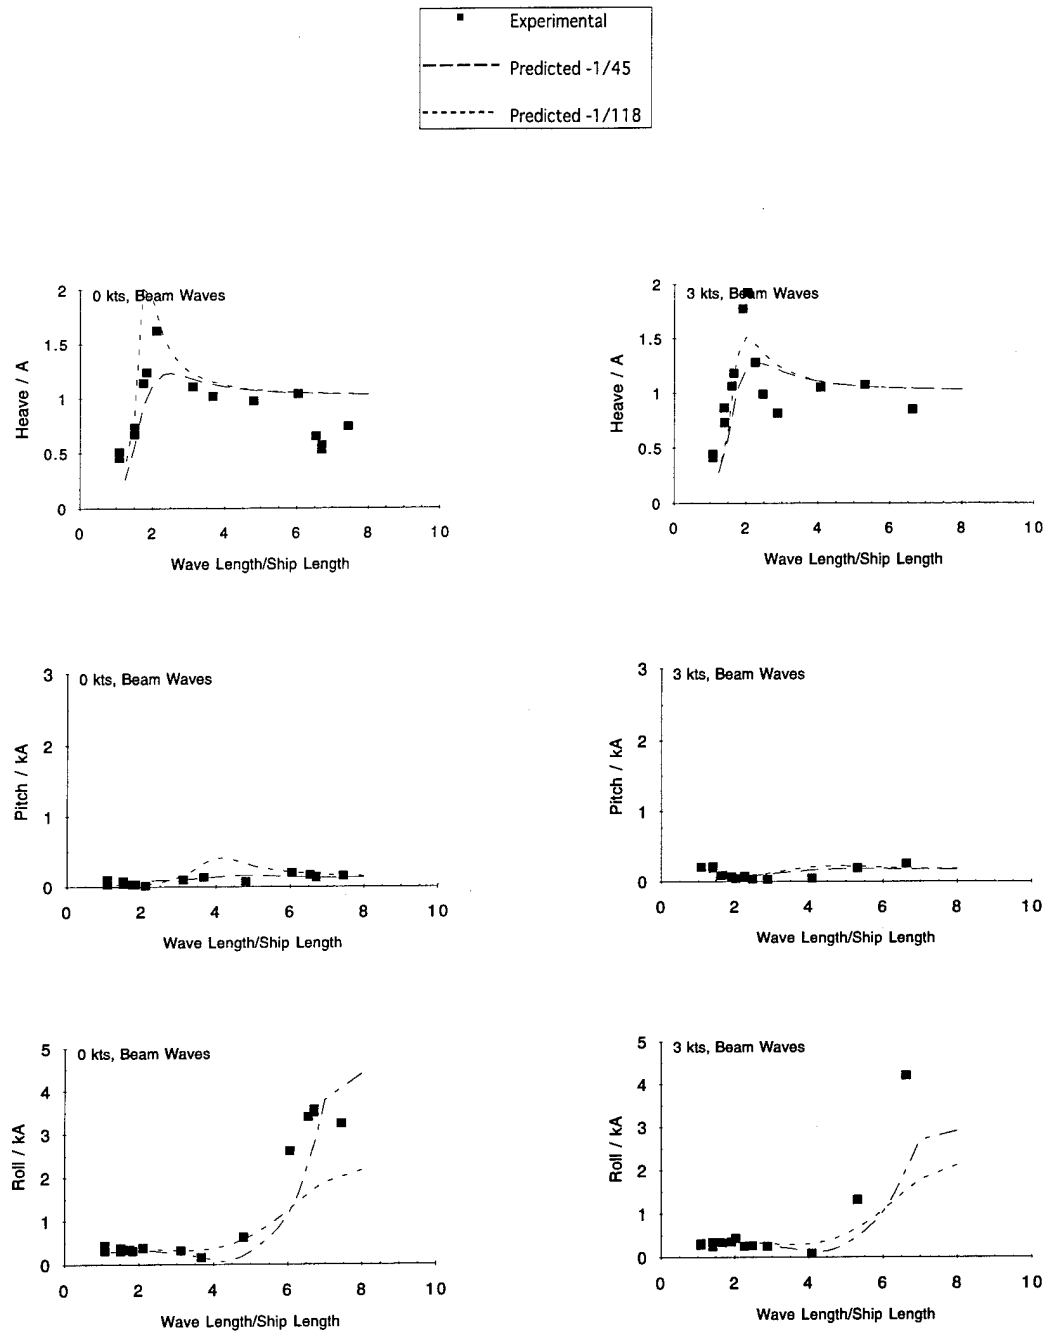 Experimental
Predicted -1/45
Predicted -1/118
0 kts, Beam Waves
2
1.5
1
0.5
0
Heave / A
0 2 4 6 8 10
Wave Length/Ship Length
3 kts, Beam Waves
2
1.5
1
0.5
0
Heave / A
0 2 4 6 8 10
Wave Length/Ship Length
0 kts, Beam Waves
3
2
1
0
Pitch / kA
0 2 4 6 8 10
Wave Length/Ship Length
3 kts, Beam Waves
3
2
1
0
Pitch / kA
0 2 4 6 8 10
Wave Length/Ship Length
0 kts, Beam Waves
5
4
3
2
1
0
Roll / kA
0 2 4 6 8 10
Wave Length/Ship Length
3 kts, Beam Waves
5
4
3
2
1
0
Roll / kA
0 2 4 6 8 10
Wave Length/Ship Length